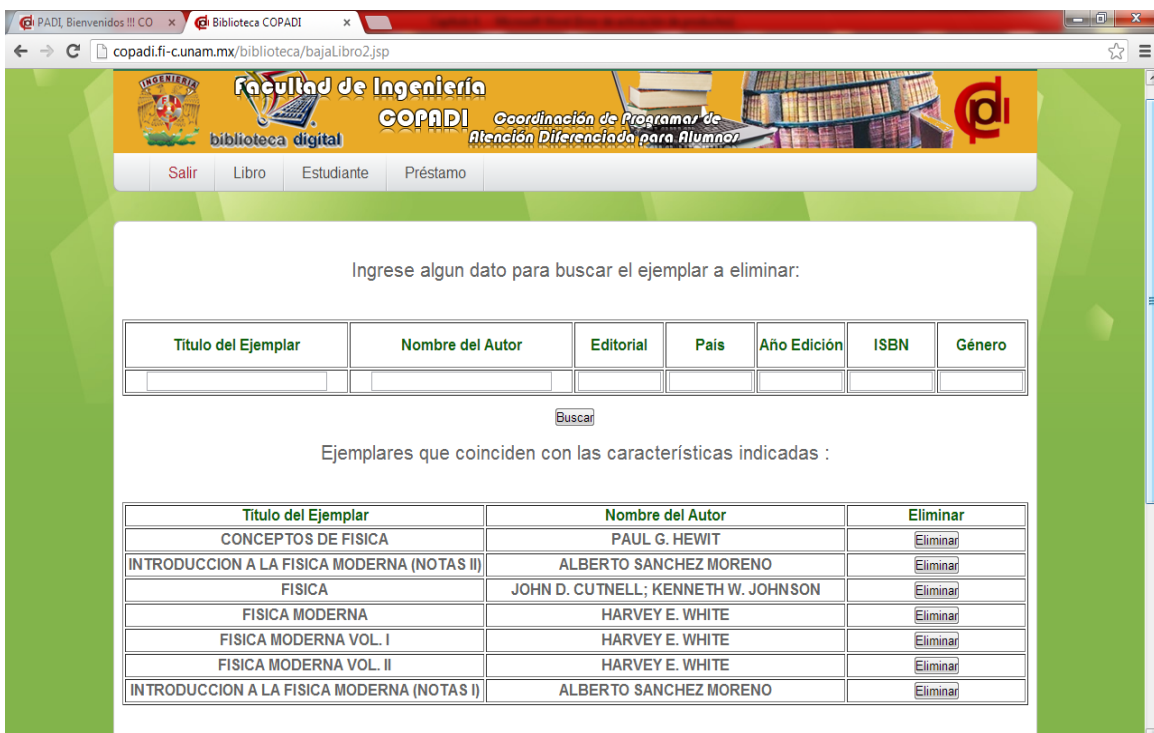 PADI, Bienvenidos !!! CO
Biblioteca COPADI
copadi.fi-c.unam.mx/biblioteca/bajaLibro2.jsp
INGENIERIA
Facultad de Ingeniería
COPADI Coordinación de Programas de
biblioteca digital Atención Diferenciada para Alumnos
Salir Libro Estudiante Préstamo
Ingrese algun dato para buscar el ejemplar a eliminar:
Titulo del Ejemplar Nombre del Autor Editorial Pais Año Edición ISBN Género
Buscar
Ejemplares que coinciden con las características indicadas :
Titulo del Ejemplar Nombre del Autor Eliminar
CONCEPTOS DE FISICA PAUL G. HEWIT Eliminar
INTRODUCCION A LA FISICA MODERNA (NOTAS II) ALBERTO SANCHEZ MORENO Eliminar
FISICA JOHN D. CUTNELL; KENNETH W. JOHNSON Eliminar
FISICA MODERNA HARVEY E. WHITE Eliminar
FISICA MODERNA VOL. I HARVEY E. WHITE Eliminar
FISICA MODERNA VOL. II HARVEY E. WHITE Eliminar
INTRODUCCION A LA FISICA MODERNA (NOTAS I) ALBERTO SANCHEZ MORENO Eliminar